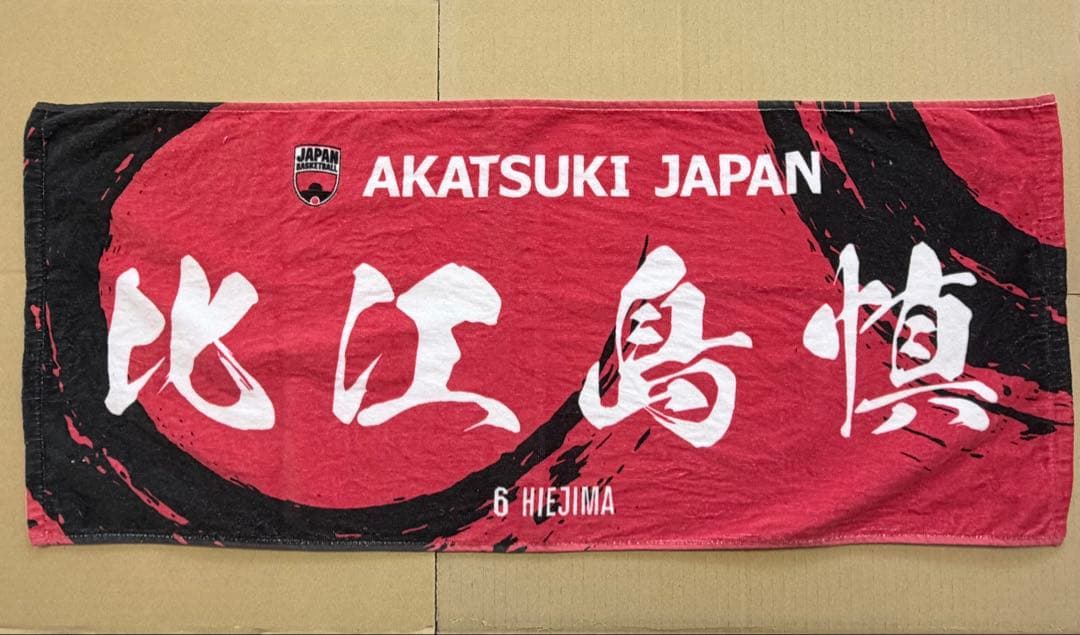 JAPAN
BASKETBALL
AKATSUKI JAPAN
比江島慎
6 HIEJIMA